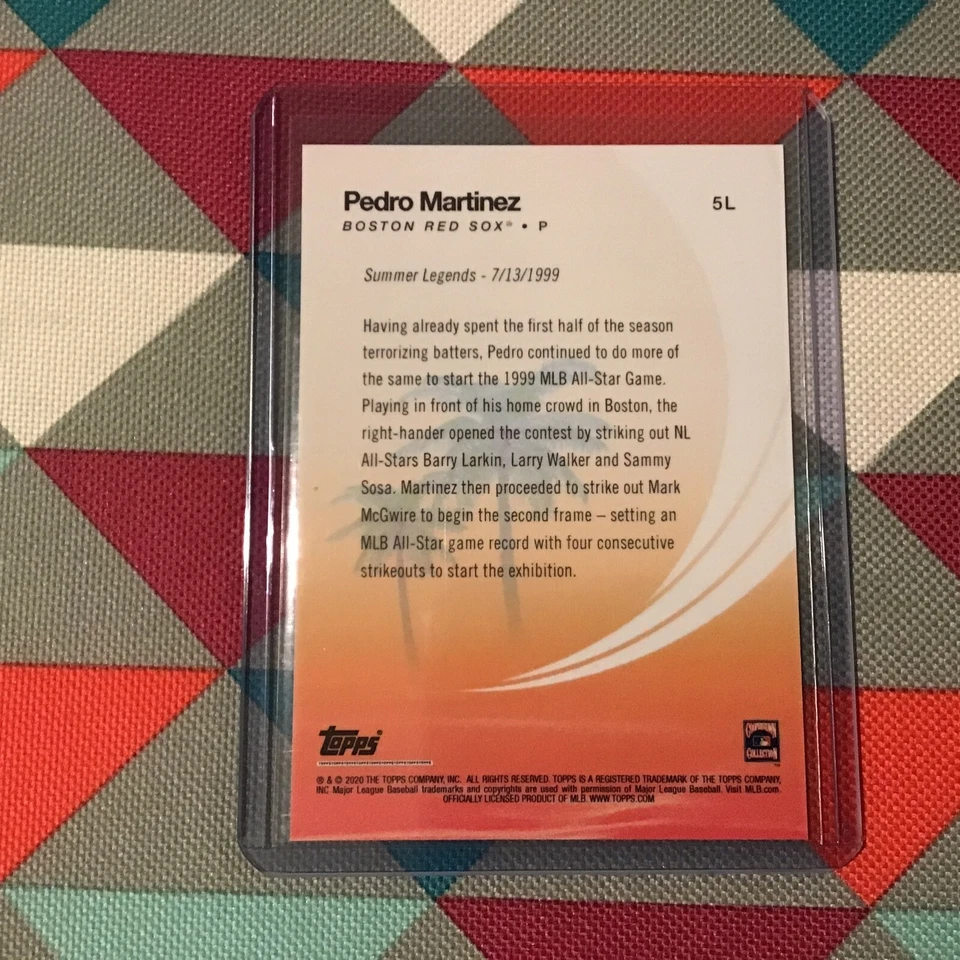 Pedro Martinez
5L
BOSTON RED SOX® • P
Summer Legends - 7/13/1999
Having already spent the first half of the season
terrorizing batters, Pedro continued to do more of
the same to start the 1999 MLB All-Star Game.
Playing in front of his home crowd in Boston, the
right-hander opened the contest by striking out NL
All-Stars Barry Larkin, Larry Walker and Sammy
Sosa. Martinez then proceeded to strike out Mark
McGwire to begin the second frame – setting an
MLB All-Star game record with four consecutive
strikeouts to start the exhibition.
topps®
COOPERSTOWN
COLLECTION
® & © 2020 THE TOPPS COMPANY, INC. ALL RIGHTS RESERVED. TOPPS IS A REGISTERED TRADEMARK OF THE TOPPS COMPANY,
INC. Major League Baseball trademarks and copyrights are used with permission of Major League Baseball. Visit MLB.com.
OFFICIALLY LICENSED PRODUCT OF MLB. WWW.TOPPS.COM